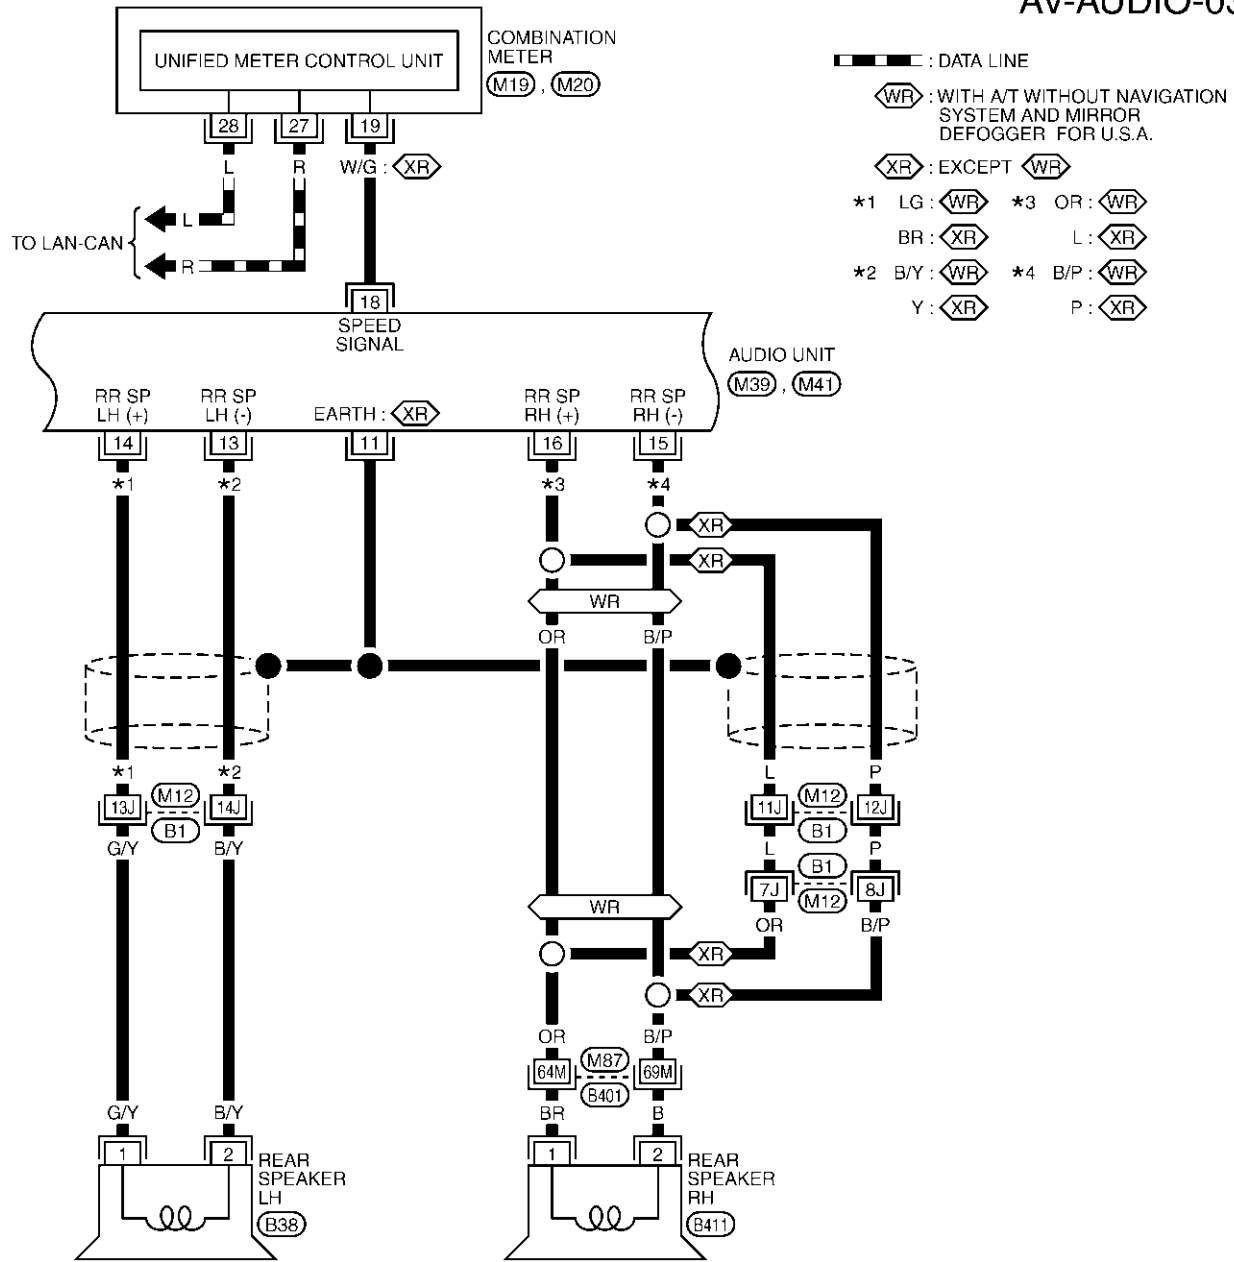 AV-AUDIO-03
COMBINATION
METER
M19 , M20
UNIFIED METER CONTROL UNIT
28 27 19
L R W/G : XR
L
TO LAN-CAN
R
: DATA LINE
WR : WITH A/T WITHOUT NAVIGATION
SYSTEM AND MIRROR
DEFOGGER FOR U.S.A.
XR : EXCEPT WR
*1 LG : WR *3 OR : WR
BR : XR L : XR
*2 B/Y : WR *4 B/P : WR
Y : XR P : XR
18
SPEED
SIGNAL
AUDIO UNIT
M39 , M41
RR SP
LH (+)
RR SP
LH (-)
EARTH : XR
RR SP
RH (+)
RR SP
RH (-)
14 13 11 16 15
*1 *2 *3 *4
XR
XR
WR
OR B/P
*1 *2 L P
13J M12 14J 11J M12 12J
B1 B1
G/Y B/Y L P
B1
7J M12 8J
WR
OR B/P
XR
XR
OR B/P
64M M87 69M
B401
G/Y B/Y BR B
1 2 1 2
REAR
SPEAKER
LH
B38
REAR
SPEAKER
RH
B411